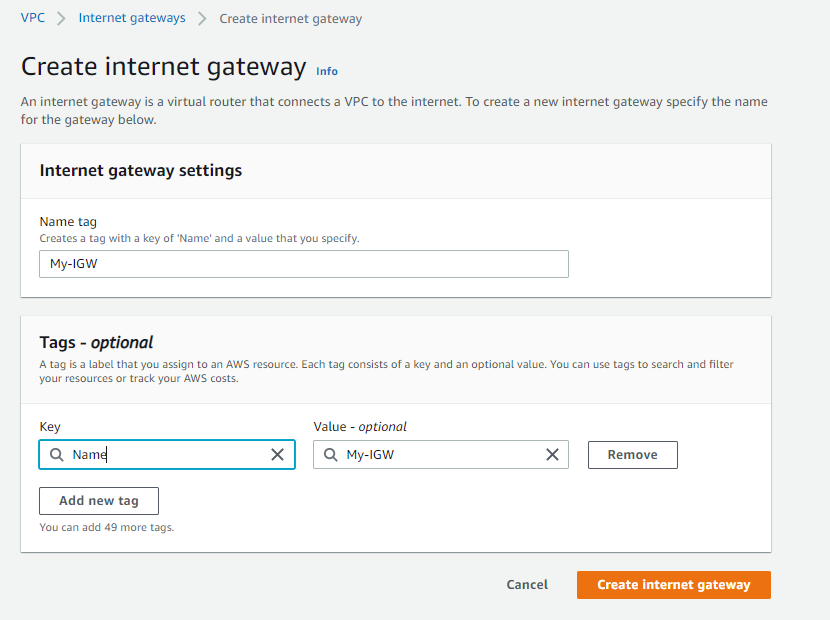 VPC > Internet gateways > Create internet gateway
Create internet gateway Info
An internet gateway is a virtual router that connects a VPC to the internet. To create a new internet gateway specify the name
for the gateway below.
Internet gateway settings
Name tag
Creates a tag with a key of 'Name' and a value that you specify.
My-IGW
Tags - optional
A tag is a label that you assign to an AWS resource. Each tag consists of a key and an optional value. You can use tags to search and filter
your resources or track your AWS costs.
Key Value - optional
Name My-IGW Remove
Add new tag
You can add 49 more tags.
Cancel Create internet gateway